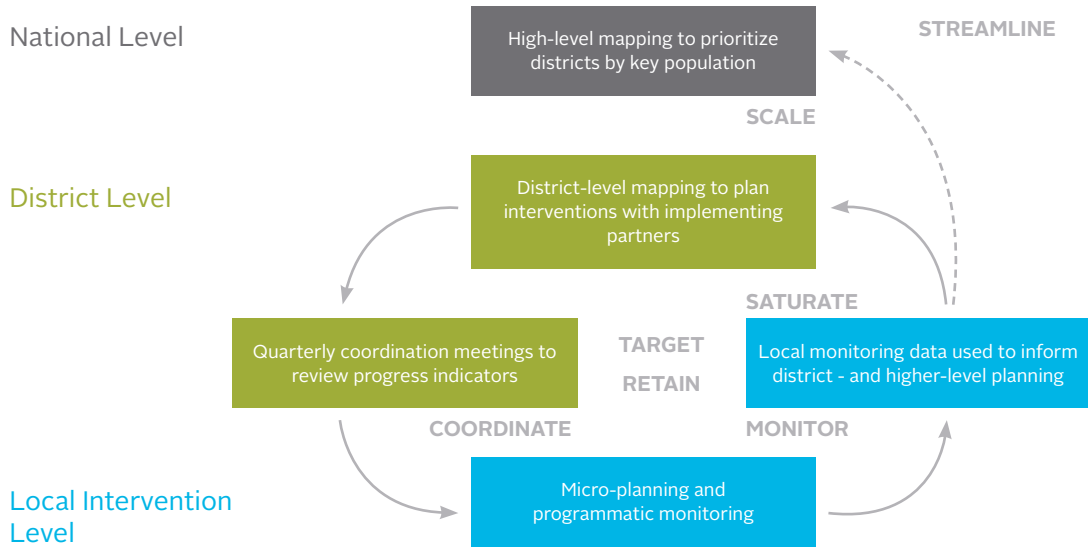 National Level
High-level mapping to prioritize
districts by key population
STREAMLINE
SCALE
District Level
District-level mapping to plan
interventions with implementing
partners
SATURATE
Quarterly coordination meetings to
review progress indicators
TARGET
RETAIN
Local monitoring data used to inform
district - and higher-level planning
COORDINATE
MONITOR
Local Intervention
Level
Micro-planning and
programmatic monitoring